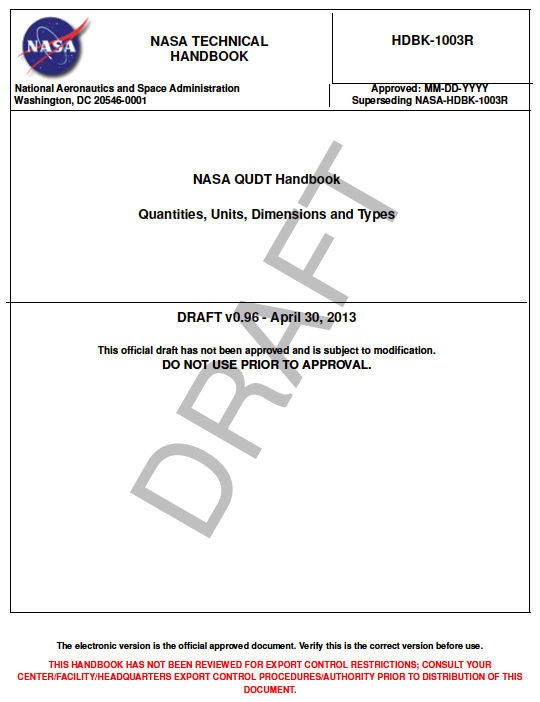 NASA
NASA TECHNICAL
HANDBOOK
HDBK-1003R
National Aeronautics and Space Administration
Washington, DC 20546-0001
Approved: MM-DD-YYYY
Superseding NASA-HDBK-1003R
NASA QUDT Handbook
Quantities, Units, Dimensions and Types
DRAFT
DRAFT v0.96 - April 30, 2013
This official draft has not been approved and is subject to modification.
DO NOT USE PRIOR TO APPROVAL.
The electronic version is the official approved document. Verify this is the correct version before use.
THIS HANDBOOK HAS NOT BEEN REVIEWED FOR EXPORT CONTROL RESTRICTIONS; CONSULT YOUR
CENTER/FACILITY/HEADQUARTERS EXPORT CONTROL PROCEDURES/AUTHORITY PRIOR TO DISTRIBUTION OF THIS
DOCUMENT.